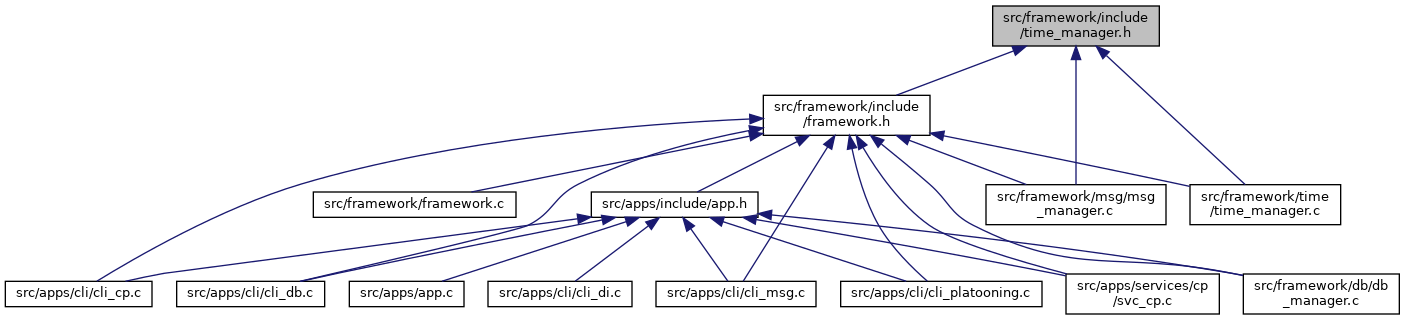 src/framework/include
/time_manager.h
src/framework/include
/framework.h
src/framework/framework.c
src/apps/include/app.h
src/framework/msg/msg
_manager.c
src/framework/time
/time_manager.c
src/apps/cli/cli_cp.c
src/apps/cli/cli_db.c
src/apps/app.c
src/apps/cli/cli_di.c
src/apps/cli/cli_msg.c
src/apps/cli/cli_platooning.c
src/apps/services/cp
/svc_cp.c
src/framework/db/db
_manager.c